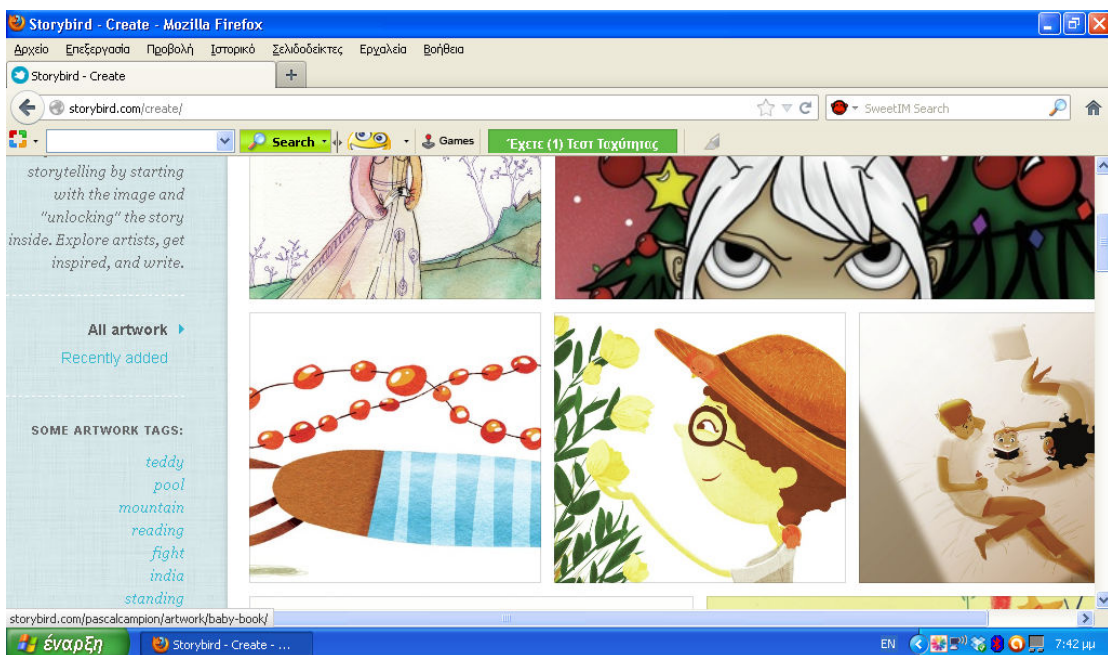 Storybird - Create - Mozilla Firefox
Αρχείο Επεξεργασία Προβολή Ιστορικό Σελιδοδείκτες Εργαλεία Βοήθεια
Storybird - Create
storybird.com/create/
SweetIM Search
Search
Games
Έχετε (1) Τεστ Ταχύτητας
storytelling by starting
with the image and
"unlocking" the story
inside. Explore artists, get
inspired, and write.
All artwork
Recently added
SOME ARTWORK TAGS:
teddy
pool
mountain
reading
fight
india
standing
storybird.com/pascalcampion/artwork/baby-book/
έναρξη
Storybird - Create - ...
EN
7:42 μμ